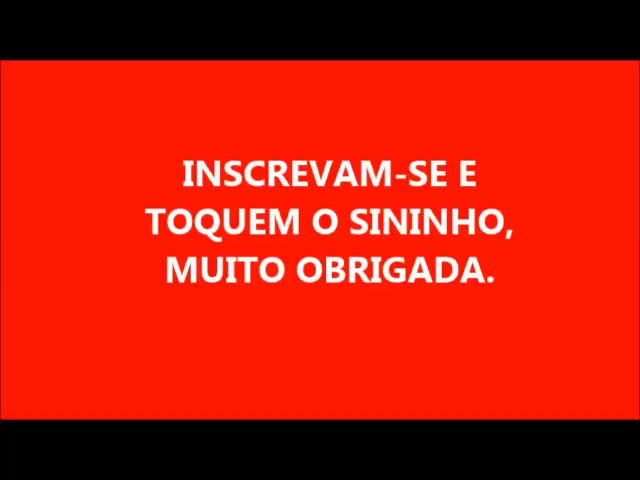 INSCREVAM-SE E
TOQUEM O SININHO,
MUITO OBRIGADA.